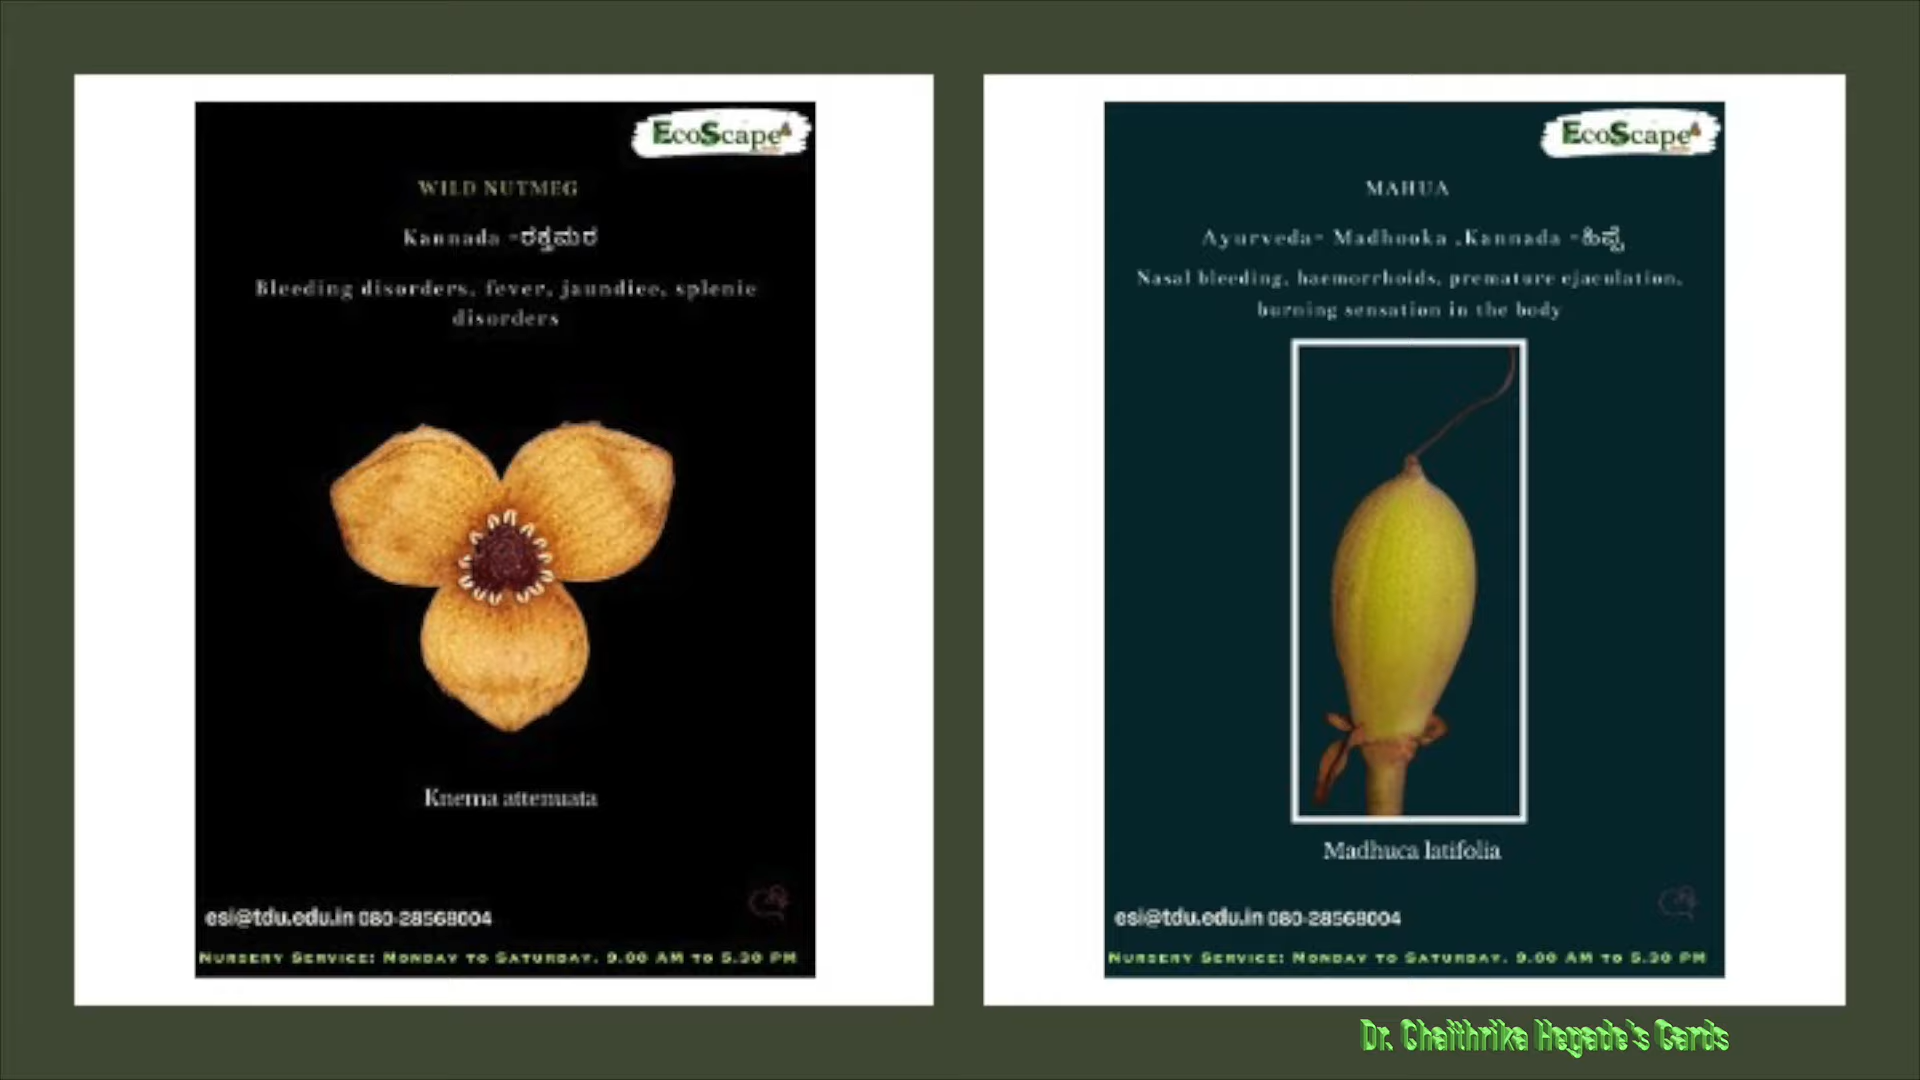 EcoScape
WILD NUTMEG
Kannada -ರಕ್ತಮರ
Bleeding disorders, fever, jaundice, splenic
disorders
Knema attenuata
esi@tdu.edu.in 080-28568004
NURSERY SERVICE: MONDAY TO SATURDAY. 9.00 AM TO 5.30 PM
EcoScape
MAHUA
Ayurveda- Madhooka ,Kannada -ಹಿಪ್ಪೆ
Nasal bleeding, haemorrhoids, premature ejaculation,
burning sensation in the body
Madhuca latifolia
esi@tdu.edu.in 080-28568004
NURSERY SERVICE: MONDAY TO SATURDAY. 9.00 AM TO 5.30 PM
Dr. Chaithrika Hegade's Cards